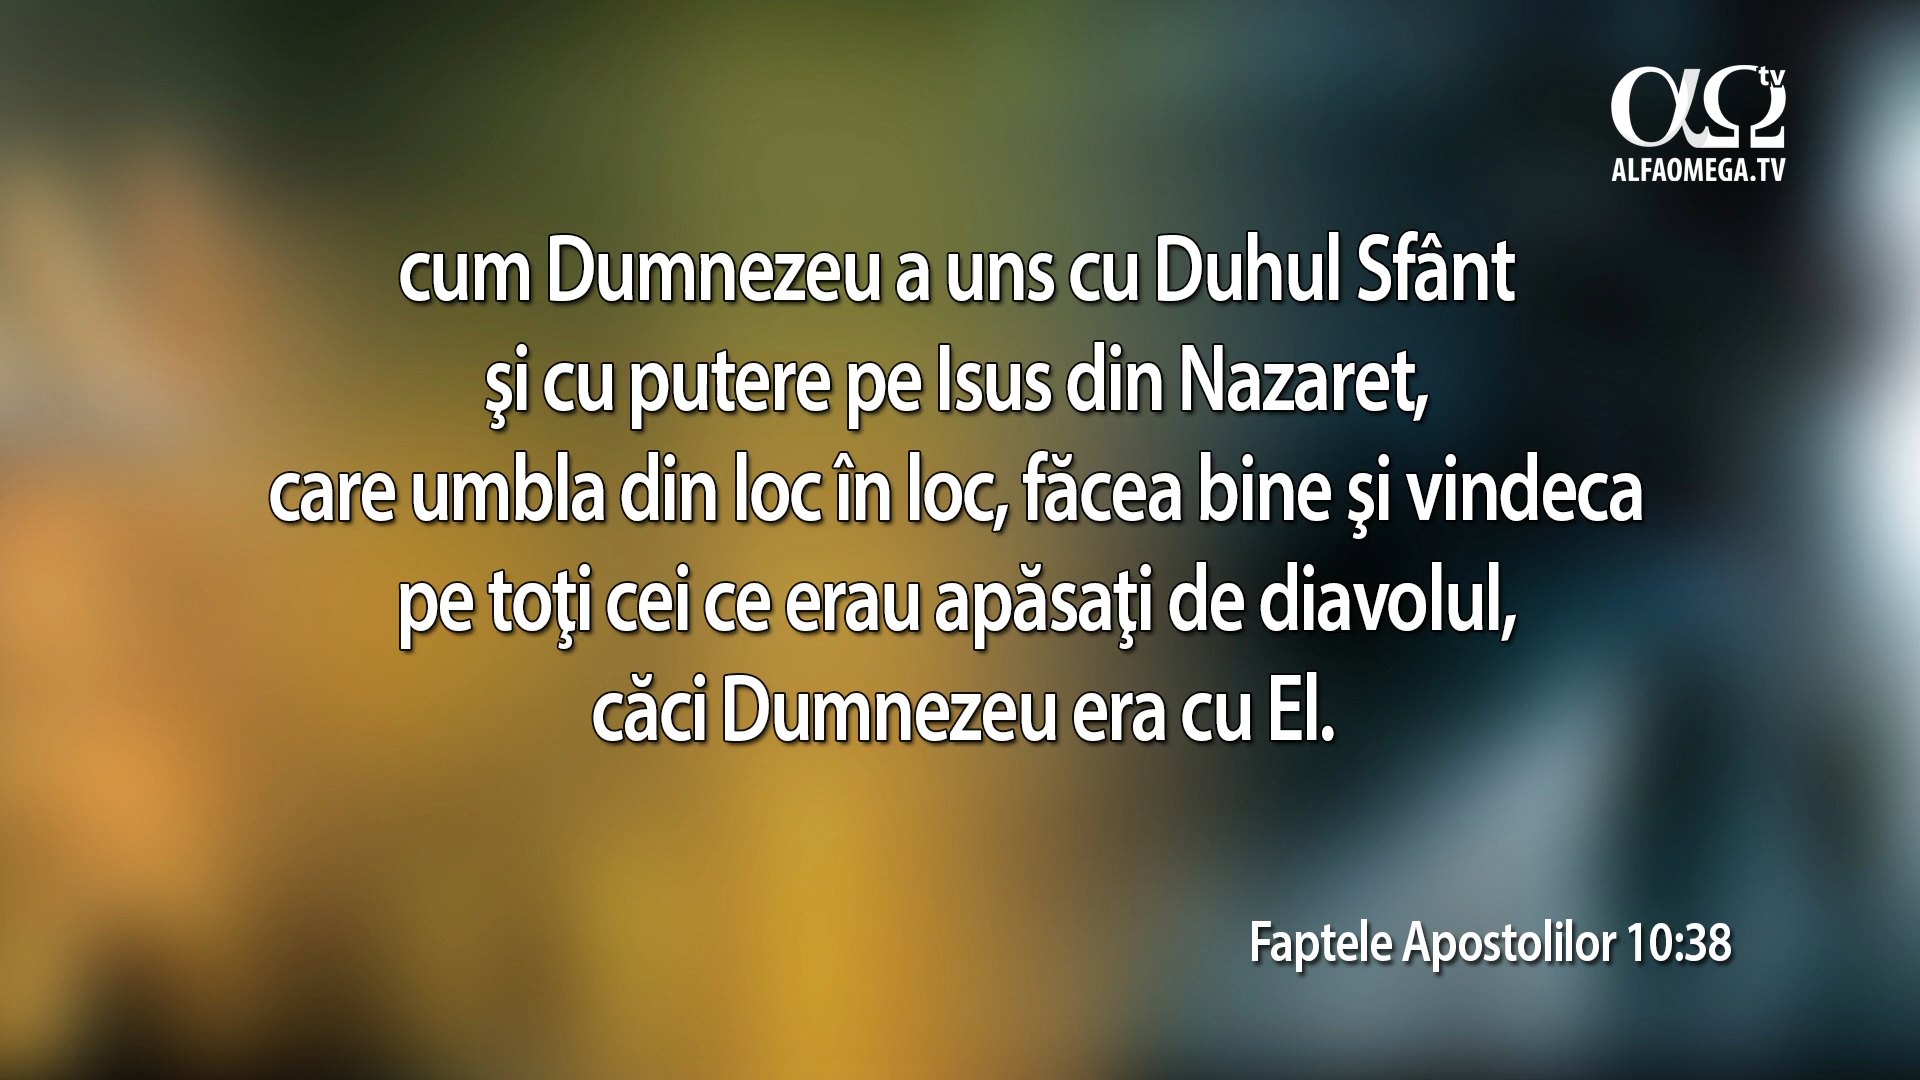 αΩ tv
ALFAOMEGA.TV
cum Dumnezeu a uns cu Duhul Sfânt
şi cu putere pe Isus din Nazaret,
care umbla din loc în loc, făcea bine şi vindeca
pe toţi cei ce erau apăsaţi de diavolul,
căci Dumnezeu era cu El.
Faptele Apostolilor 10:38